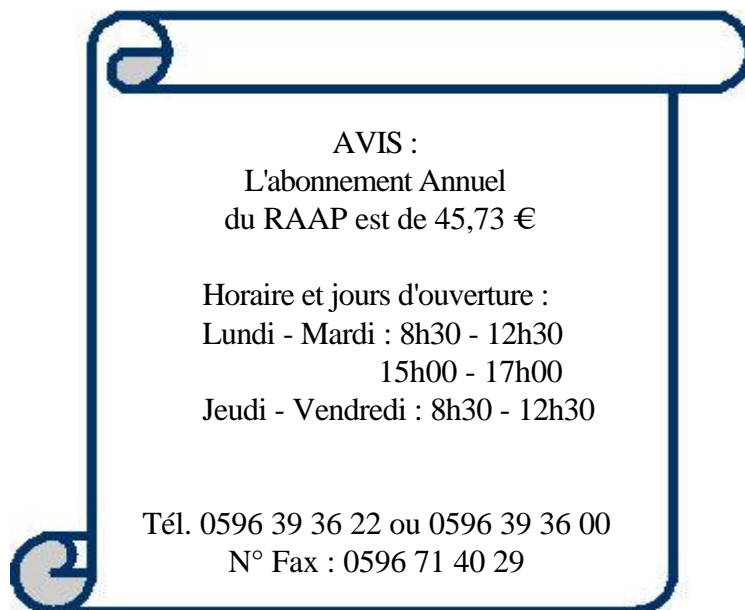 AVIS :
L'abonnement Annuel
du RAAP est de 45,73 €
Horaire et jours d'ouverture :
Lundi - Mardi : 8h30 - 12h30
15h00 - 17h00
Jeudi - Vendredi : 8h30 - 12h30
Tél. 0596 39 36 22 ou 0596 39 36 00
N° Fax : 0596 71 40 29